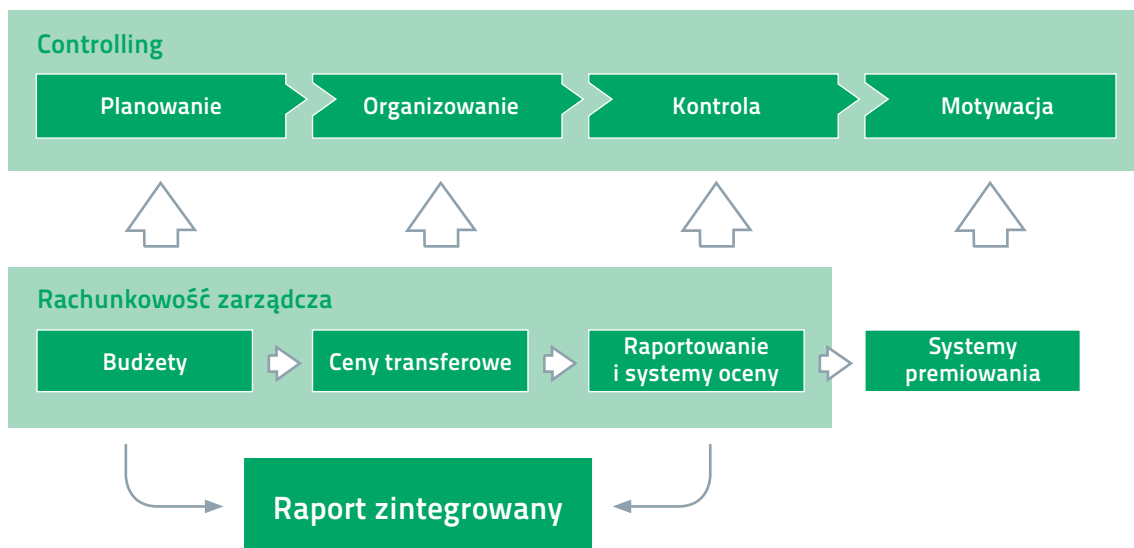 Controlling
Planowanie
Organizowanie
Kontrola
Motywacja
Rachunkowość zarządcza
Budżety
Ceny transferowe
Raportowanie
i systemy oceny
Systemy
premiowania
Raport zintegrowany